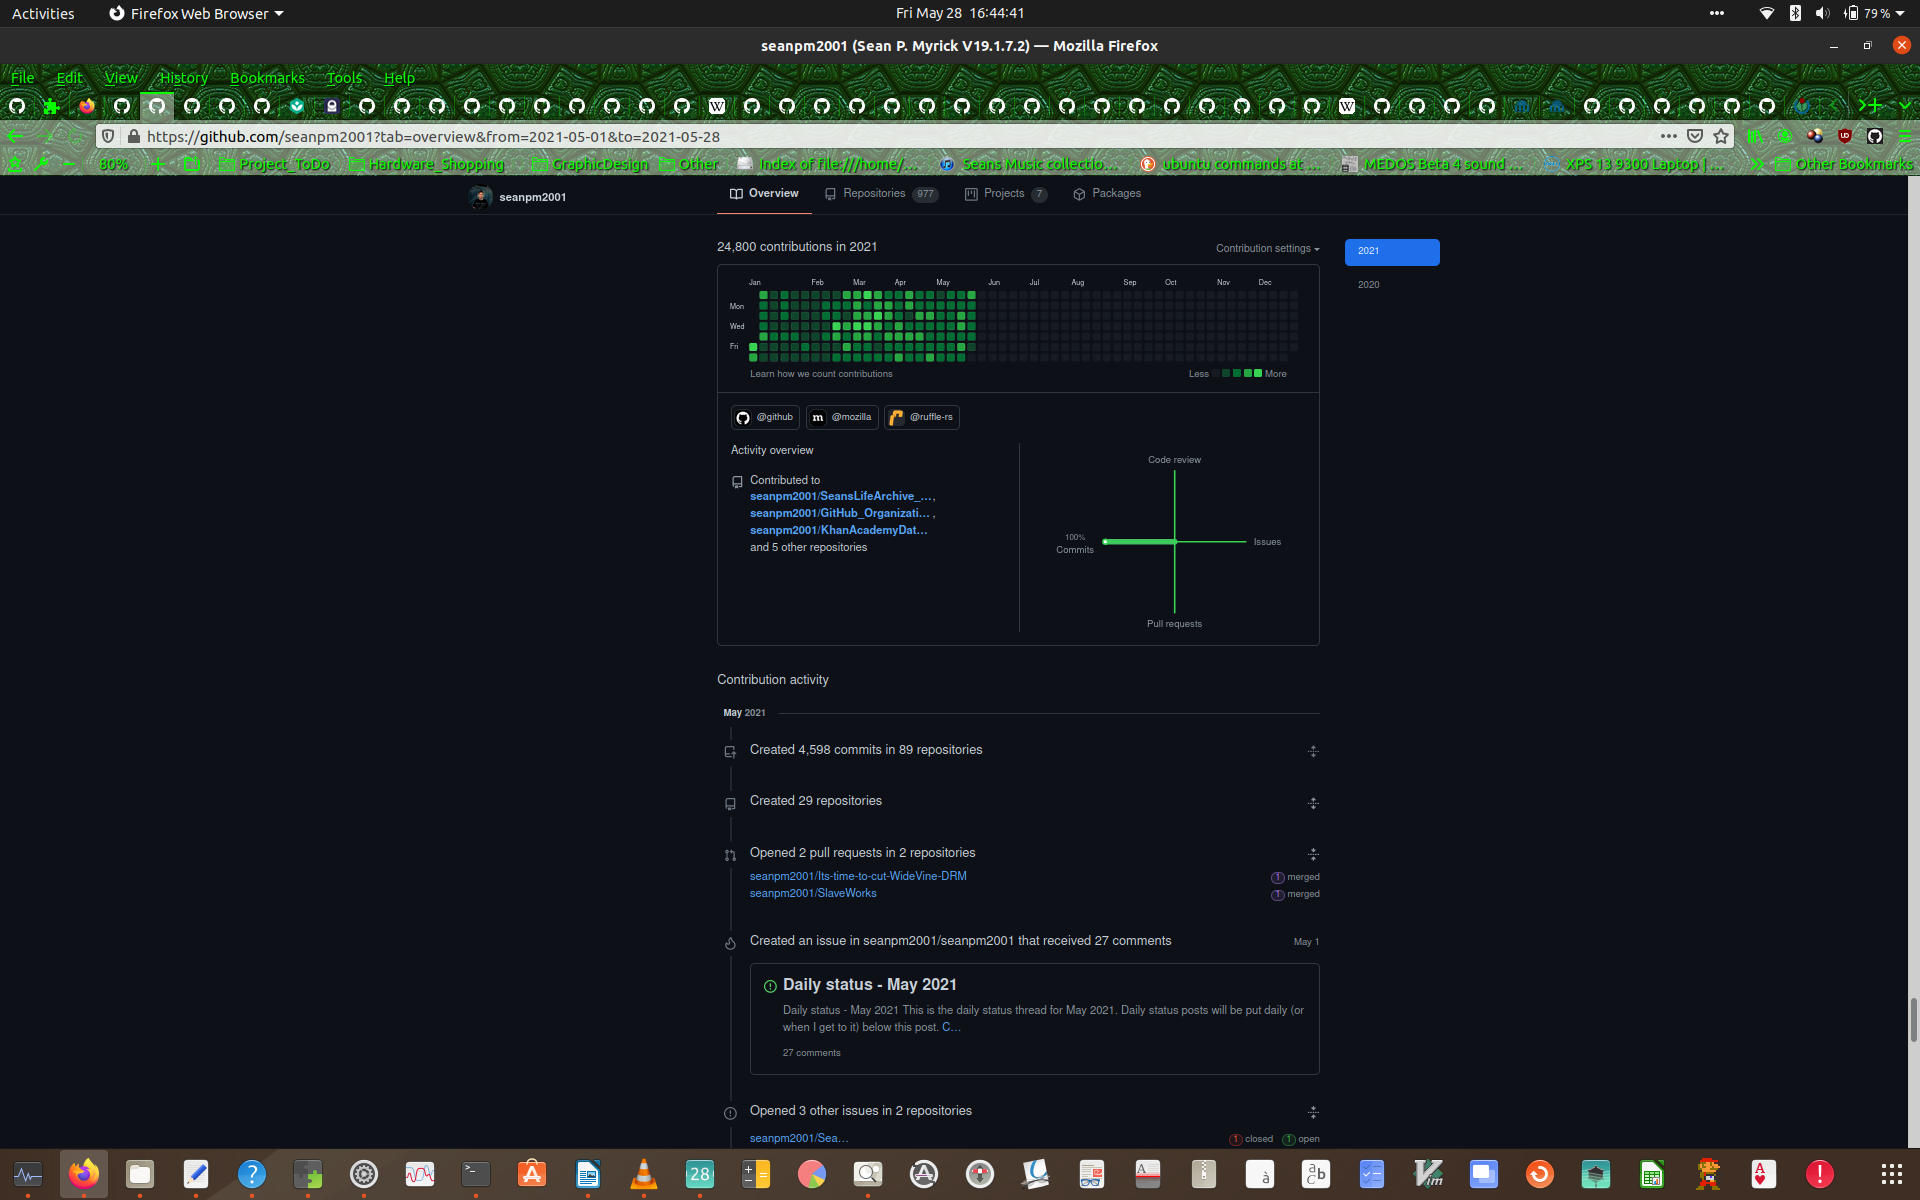 Activities
Firefox Web Browser
Fri May 28 16:44:41
79 %
seanpm2001 (Sean P. Myrick V19.1.7.2) — Mozilla Firefox
File Edit View History Bookmarks Tools Help
https://github.com/seanpm2001?tab=overview&from=2021-05-01&to=2021-05-28
80%
Project_ToDo
Hardware_Shopping
GraphicDesign
Other
Index of file:///home/...
Seans Music collectio...
ubuntu commands at ...
MEDOS Beta 4 sound ...
XPS 13 9300 Laptop | ...
Other Bookmarks
seanpm2001
Overview
Repositories 977
Projects 7
Packages
24,800 contributions in 2021
Contribution settings
2021
2020
Jan Feb Mar Apr May Jun Jul Aug Sep Oct Nov Dec
Mon
Wed
Fri
Learn how we count contributions
Less More
@github
@mozilla
@ruffle-rs
Activity overview
Contributed to
seanpm2001/SeansLifeArchive_...,
seanpm2001/GitHub_Organizati... ,
seanpm2001/KhanAcademyDat...
and 5 other repositories
Code review
100%
Commits
Issues
Pull requests
Contribution activity
May 2021
Created 4,598 commits in 89 repositories
Created 29 repositories
Opened 2 pull requests in 2 repositories
seanpm2001/Its-time-to-cut-WideVine-DRM
1 merged
seanpm2001/SlaveWorks
1 merged
Created an issue in seanpm2001/seanpm2001 that received 27 comments
May 1
Daily status - May 2021
Daily status - May 2021 This is the daily status thread for May 2021. Daily status posts will be put daily (or
when I get to it) below this post. C...
27 comments
Opened 3 other issues in 2 repositories
seanpm2001/Sea...
1 closed 1 open
28